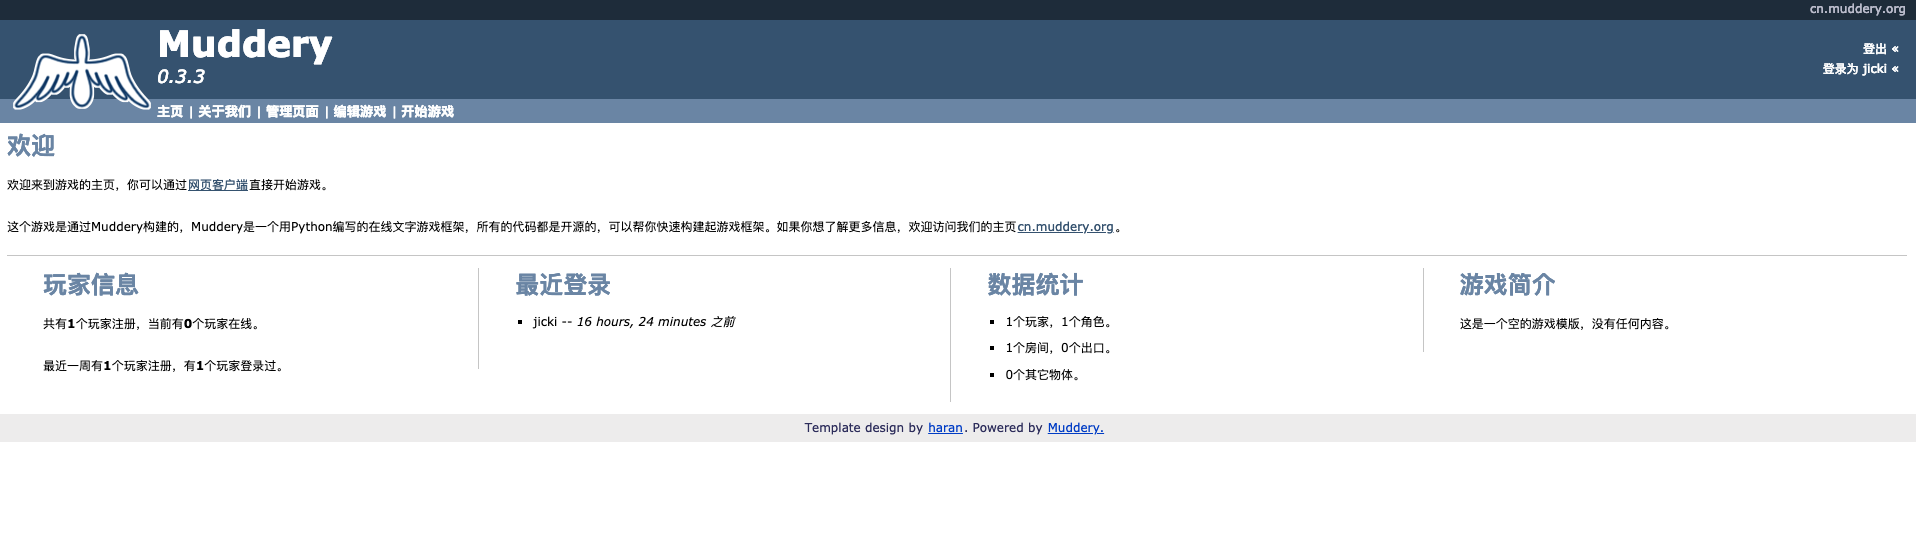 cn.muddery.org
Muddery
0.3.3
登出 «
登录为 jicki «
主页 | 关于我们 | 管理页面 | 编辑游戏 | 开始游戏
欢迎
欢迎来到游戏的主页，你可以通过网页客户端直接开始游戏。
这个游戏是通过Muddery构建的，Muddery是一个用Python编写的在线文字游戏框架，所有的代码都是开源的，可以帮你快速构建起游戏框架。如果你想了解更多信息，欢迎访问我们的主页cn.muddery.org。
玩家信息
共有1个玩家注册，当前有0个玩家在线。
最近一周有1个玩家注册，有1个玩家登录过。
最近登录
▪ jicki -- 16 hours, 24 minutes 之前
数据统计
▪ 1个玩家，1个角色。
▪ 1个房间，0个出口。
▪ 0个其它物体。
游戏简介
这是一个空的游戏模版，没有任何内容。
Template design by haran. Powered by Muddery.